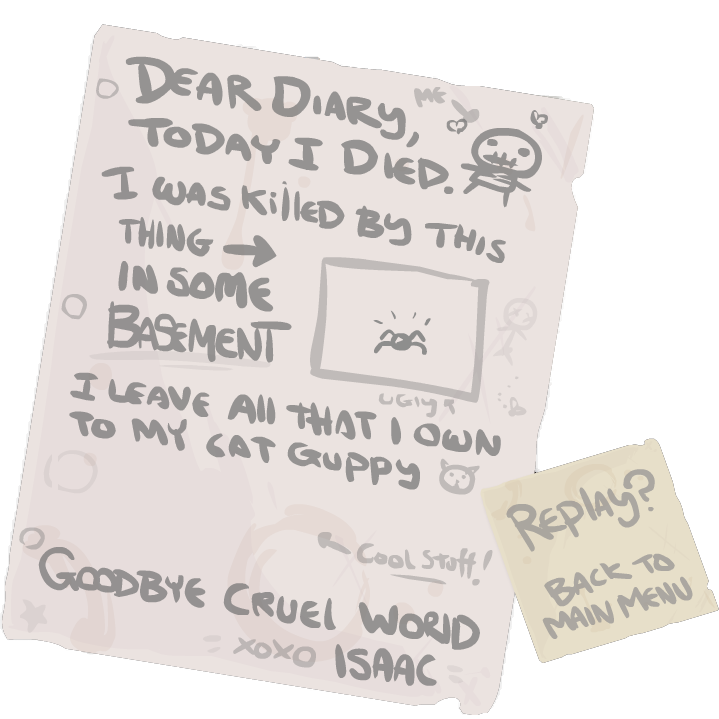 DEAR DIARY,
ME
TODAY I DIED.
I WAS KillED BY THIS
THING →
IN SOME
BASEMENT
UGLY
I LEAVE All THAT I OWN
TO MY CAT GUPPY
REPlAY?
COOl STUFF!
BACK TO
MAIN MENU
GOODBYE CRUEl WORlD
XOXO ISAAC